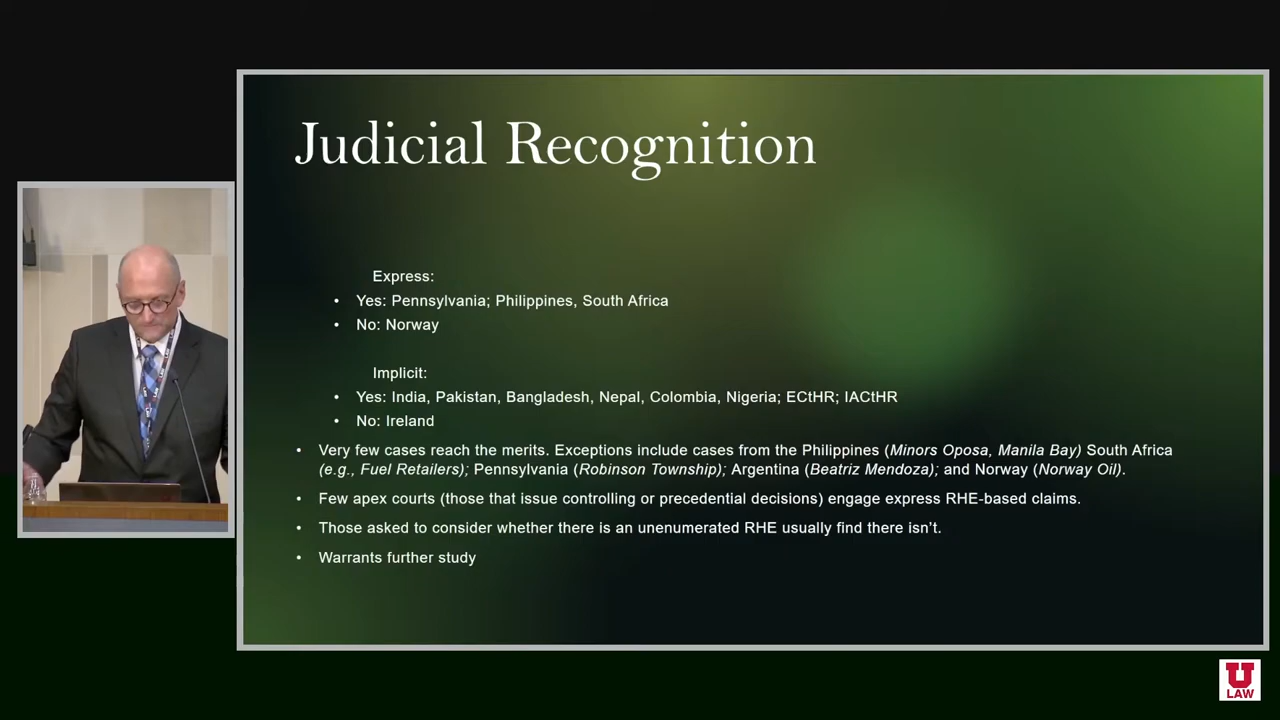 Judicial Recognition
Express:
• Yes: Pennsylvania; Philippines, South Africa
• No: Norway
Implicit:
• Yes: India, Pakistan, Bangladesh, Nepal, Colombia, Nigeria; ECtHR; IACtHR
• No: Ireland
• Very few cases reach the merits. Exceptions include cases from the Philippines (Minors Oposa, Manila Bay) South Africa
(e.g., Fuel Retailers); Pennsylvania (Robinson Township); Argentina (Beatriz Mendoza); and Norway (Norway Oil).
• Few apex courts (those that issue controlling or precedential decisions) engage express RHE-based claims.
• Those asked to consider whether there is an unenumerated RHE usually find there isn't.
• Warrants further study
U
LAW